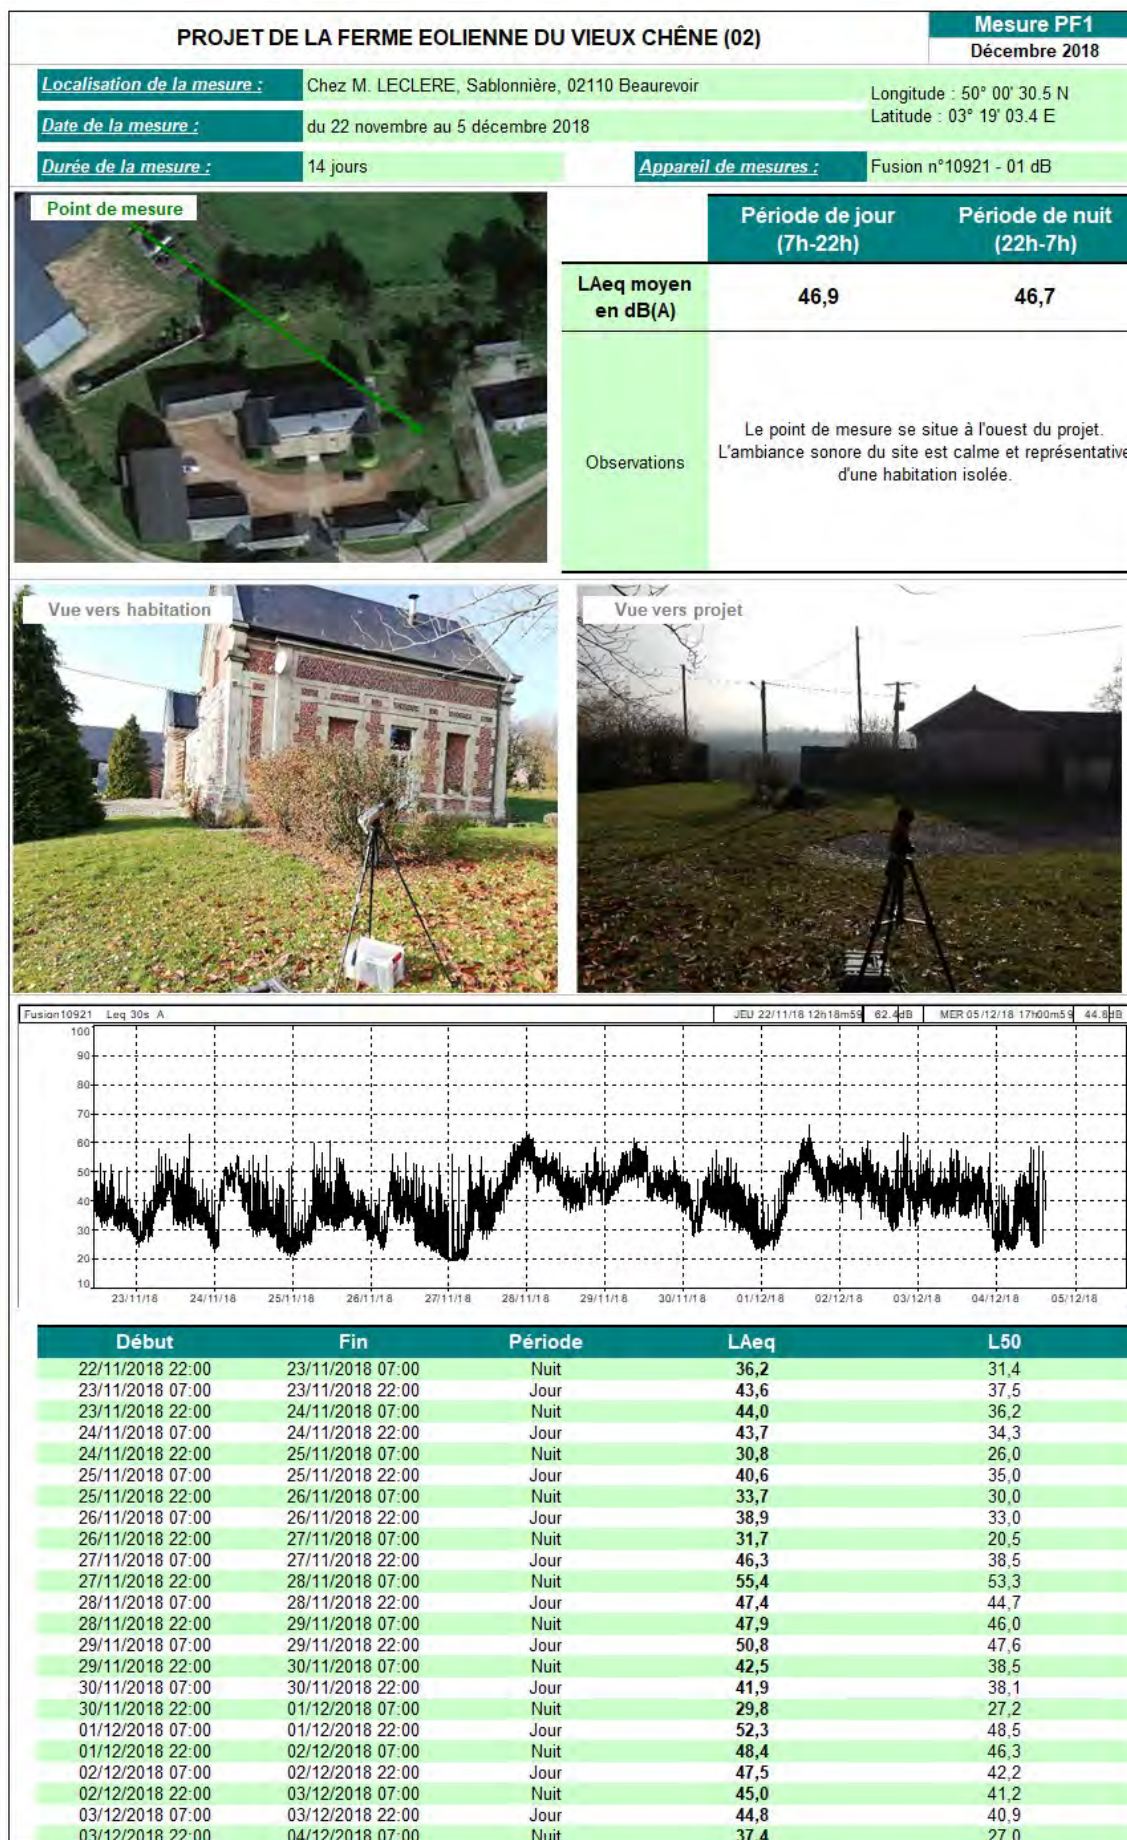 PROJET DE LA FERME EOLIENNE DU VIEUX CHÊNE (02)
Mesure PF1
Décembre 2018
Localisation de la mesure :
Chez M. LECLERE, Sablonnière, 02110 Beaurevoir
Longitude : 50° 00' 30.5 N
Latitude : 03° 19' 03.4 E
Date de la mesure :
du 22 novembre au 5 décembre 2018
Durée de la mesure :
14 jours
Appareil de mesures :
Fusion n°10921 - 01 dB
Point de mesure
Période de jour (7h-22h)
Période de nuit (22h-7h)
LAeq moyen en dB(A)
46,9
46,7
Observations
Le point de mesure se situe à l'ouest du projet.
L'ambiance sonore du site est calme et représentative
d'une habitation isolée.
Vue vers habitation
Vue vers projet
Fusion10921 Leq 30s A JEU 22/11/18 12h18m59 62.4dB MER 05/12/18 17h00m59 44.8dB
100
90
80
70
60
50
40
30
20
10
23/11/18 24/11/18 25/11/18 26/11/18 27/11/18 28/11/18 29/11/18 30/11/18 01/12/18 02/12/18 03/12/18 04/12/18 05/12/18
Début Fin Période LAeq L50
22/11/2018 22:00 23/11/2018 07:00 Nuit 36,2 31,4
23/11/2018 07:00 23/11/2018 22:00 Jour 43,6 37,5
23/11/2018 22:00 24/11/2018 07:00 Nuit 44,0 36,2
24/11/2018 07:00 24/11/2018 22:00 Jour 43,7 34,3
24/11/2018 22:00 25/11/2018 07:00 Nuit 30,8 26,0
25/11/2018 07:00 25/11/2018 22:00 Jour 40,6 35,0
25/11/2018 22:00 26/11/2018 07:00 Nuit 33,7 30,0
26/11/2018 07:00 26/11/2018 22:00 Jour 38,9 33,0
26/11/2018 22:00 27/11/2018 07:00 Nuit 31,7 20,5
27/11/2018 07:00 27/11/2018 22:00 Jour 46,3 38,5
27/11/2018 22:00 28/11/2018 07:00 Nuit 55,4 53,3
28/11/2018 07:00 28/11/2018 22:00 Jour 47,4 44,7
28/11/2018 22:00 29/11/2018 07:00 Nuit 47,9 46,0
29/11/2018 07:00 29/11/2018 22:00 Jour 50,8 47,6
29/11/2018 22:00 30/11/2018 07:00 Nuit 42,5 38,5
30/11/2018 07:00 30/11/2018 22:00 Jour 41,9 38,1
30/11/2018 22:00 01/12/2018 07:00 Nuit 29,8 27,2
01/12/2018 07:00 01/12/2018 22:00 Jour 52,3 48,5
01/12/2018 22:00 02/12/2018 07:00 Nuit 48,4 46,3
02/12/2018 07:00 02/12/2018 22:00 Jour 47,5 42,2
02/12/2018 22:00 03/12/2018 07:00 Nuit 45,0 41,2
03/12/2018 07:00 03/12/2018 22:00 Jour 44,8 40,9
03/12/2018 22:00 04/12/2018 07:00 Nuit 37,4 27,0